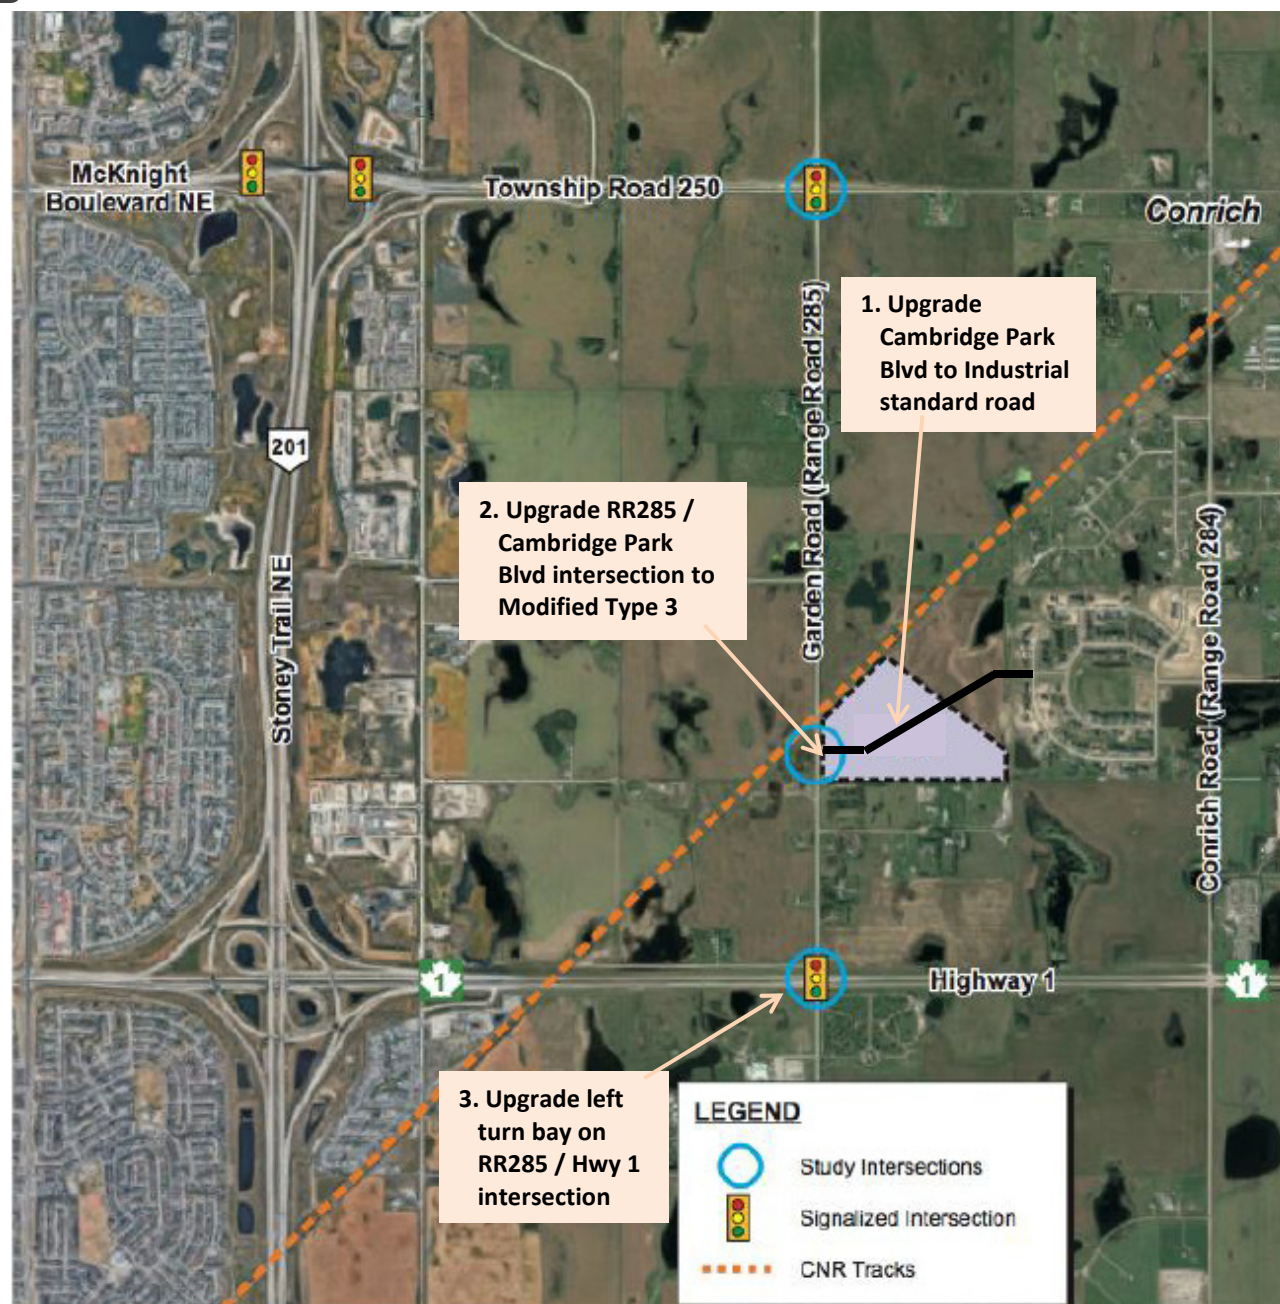 McKnight
Boulevard NE
Township Road 250
Conrich
Garden Road (Range Road 285)
1. Upgrade
Cambridge Park
Blvd to Industrial
standard road
201
2. Upgrade RR285 /
Cambridge Park
Blvd intersection to
Modified Type 3
Stoney Trail NE
Conrich Road (Range Road 284)
1
Highway 1
1
3. Upgrade left
turn bay on
RR285 / Hwy 1
intersection
LEGEND
Study Intersections
Signalized Intersection
CNR Tracks